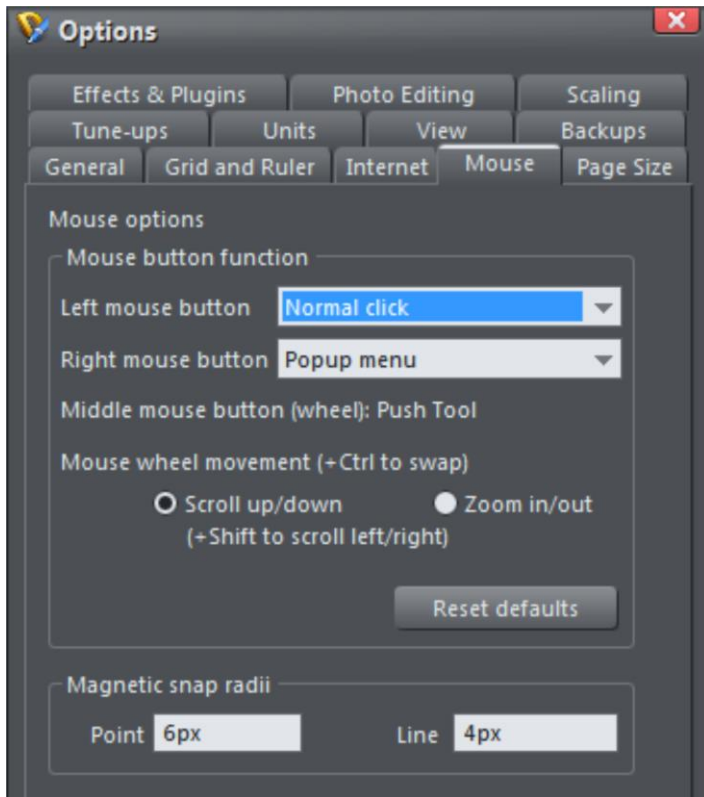 Options
Effects & Plugins Photo Editing Scaling
Tune-ups Units View Backups
General Grid and Ruler Internet Mouse Page Size
Mouse options
Mouse button function
Left mouse button Normal click
Right mouse button Popup menu
Middle mouse button (wheel): Push Tool
Mouse wheel movement (+Ctrl to swap)
Scroll up/down Zoom in/out
(+Shift to scroll left/right)
Reset defaults
Magnetic snap radii
Point 6px Line 4px